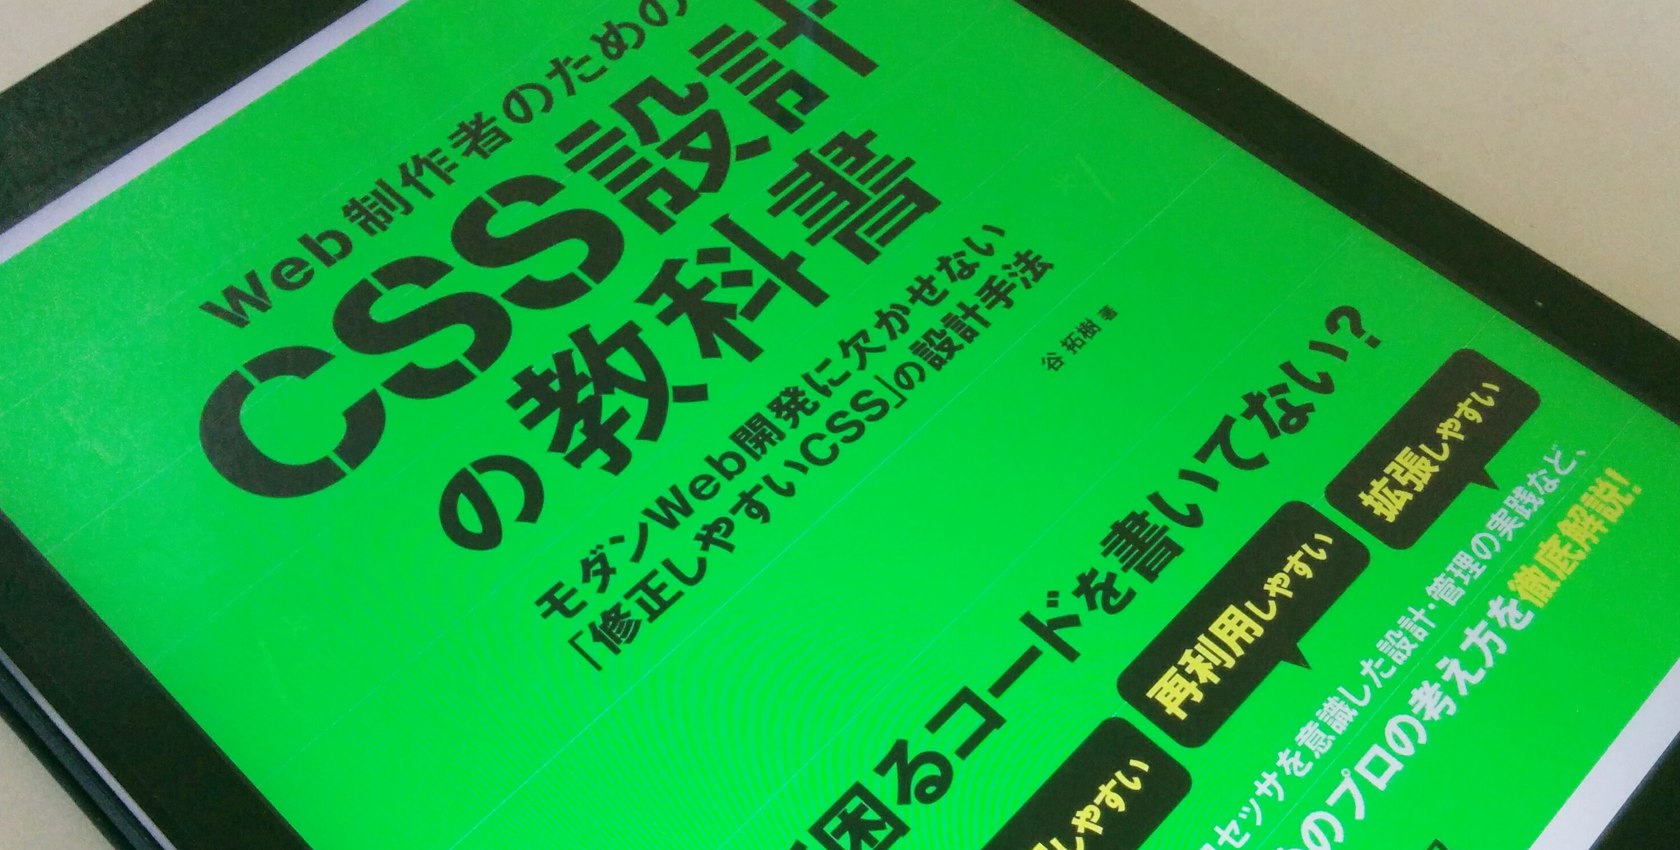 Web制作者のための
CSS設計
の教科書
モダンWeb開発に欠かせない
「修正しやすいCSS」の設計手法
谷 拓樹 著
困るコードを書いてない?
しやすい
再利用しやすい
拡張しやすい
セッサを意識した設計・管理の実践など、
のプロの考え方を徹底解説!